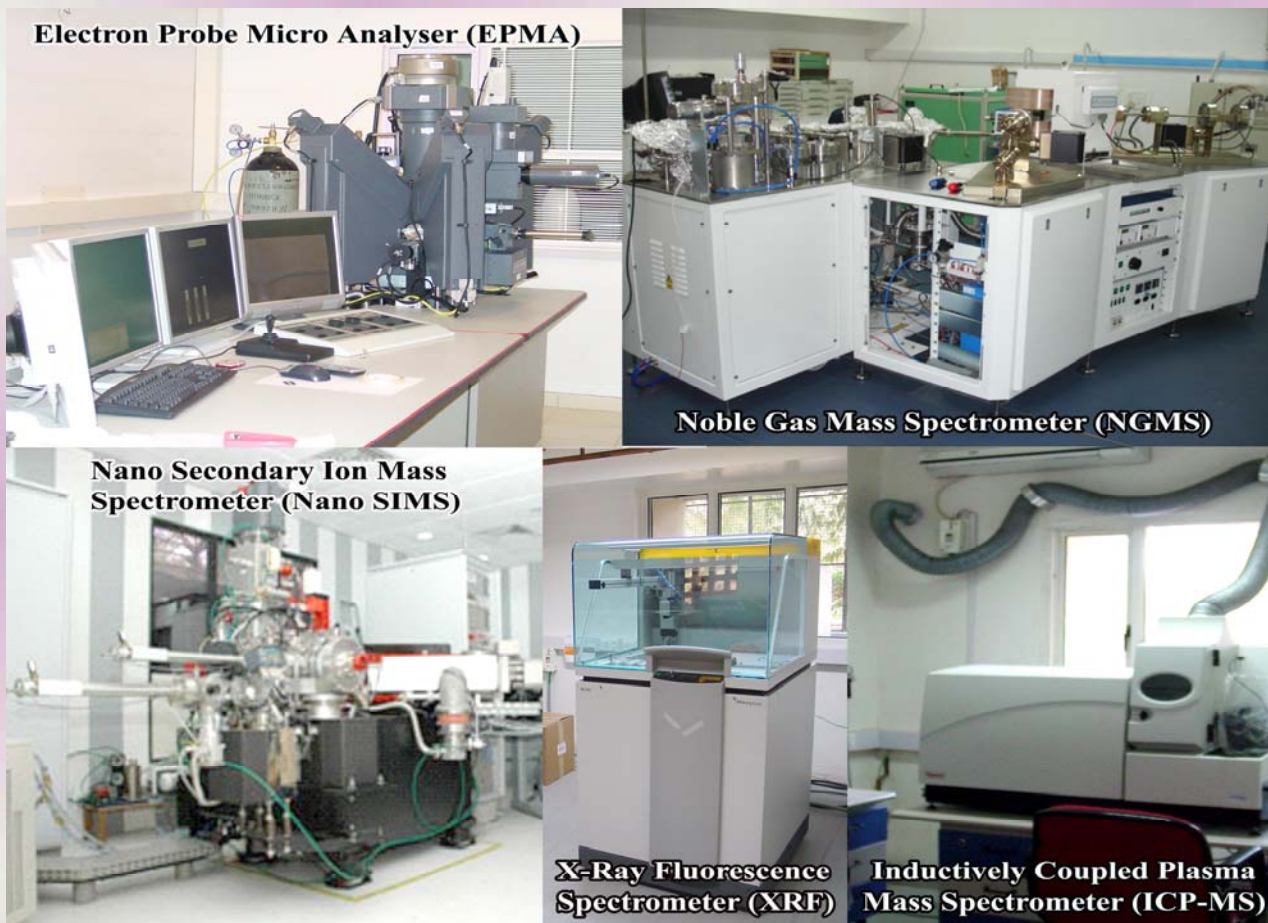 Electron Probe Micro Analyser (EPMA)
Noble Gas Mass Spectrometer (NGMS)
Nano Secondary Ion Mass
Spectrometer (Nano SIMS)
X-Ray Fluorescence
Spectrometer (XRF)
Inductively Coupled Plasma
Mass Spectrometer (ICP-MS)